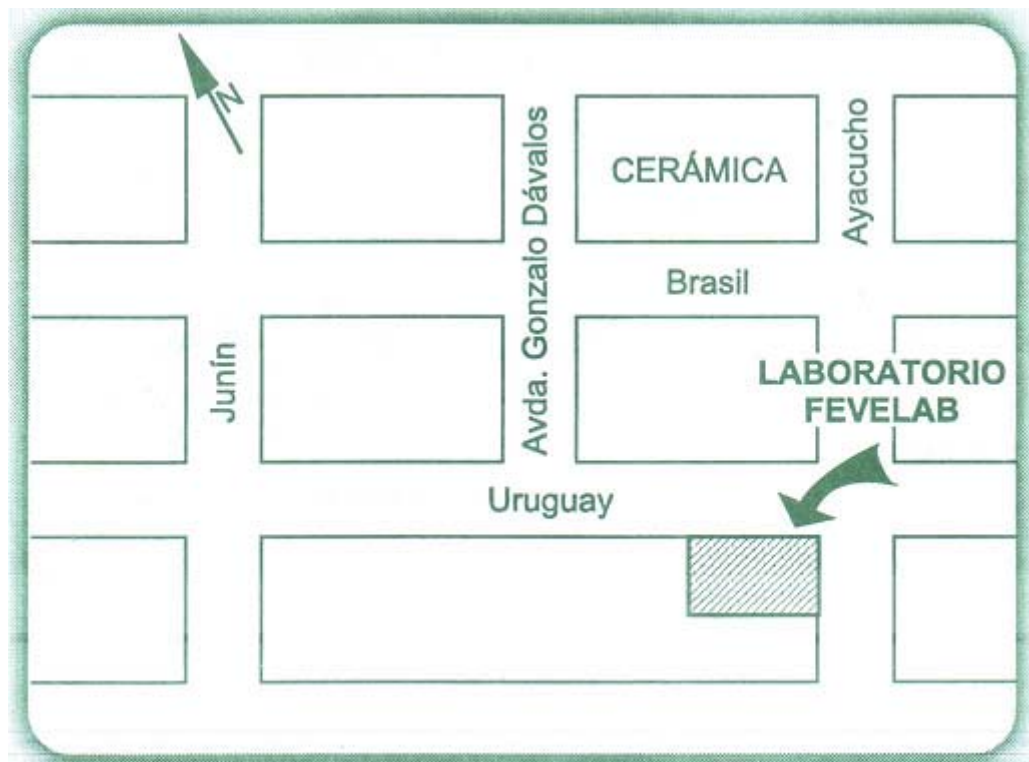 N
CERÁMICA
Avda. Gonzalo Dávalos
Ayacucho
Brasil
Junín
LABORATORIO
FEVELAB
Uruguay